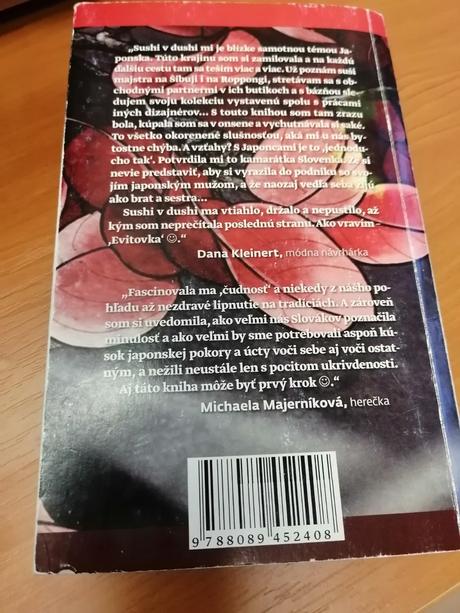 „Sushi v dushi mi je blízke samotnou témou Ja-
ponska. Túto krajinu som si zamilovala a na každú
ďalšiu cestu tam sa teším viac a viac. Už poznám suši
majstra na Šibuji i na Roppongi, stretávam sa s ob-
chodnými partnermi v ich butikoch a s bázňou sle-
dujem svoju kolekciu vystavenú spolu s prácami
iných dizajnérov... S touto knihou som tam zrazu
bola, kúpala som sa v onsene a vychutnávala si saké.
To všetko okorenené slušnosťou, aká mi u nás by-
tostne chýba. A vzťahy? S Japoncami je to ‚jednodu-
cho tak‘. Potvrdila mi to kamarátka Slovenka. Že si
nevie predstaviť, aby si vyrazila do podniku so svo-
jím japonským mužom, a že naozaj vedľa seba žijú
ako brat a sestra...
Sushi v dushi ma vtiahlo, držalo a nepustilo, až
kým som neprečítala poslednú stranu. Ako vravím –
‚Evitovka‘ ☺.“
Dana Kleinert, módna návrhárka
„Fascinovala ma ‚čudnosť‘ a niekedy z nášho po-
hľadu až nezdravé lipnutie na tradíciách. A zároveň
som si uvedomila, ako veľmi nás Slovákov poznačila
minulosť a ako veľmi by sme potrebovali aspoň kú-
sok japonskej pokory a úcty voči sebe aj voči ostat-
ným, a nežili neustále len s pocitom ukrivdenosti.
Aj táto kniha môže byť prvý krok ☺.“
Michaela Majerníková, herečka
9 788089 452408